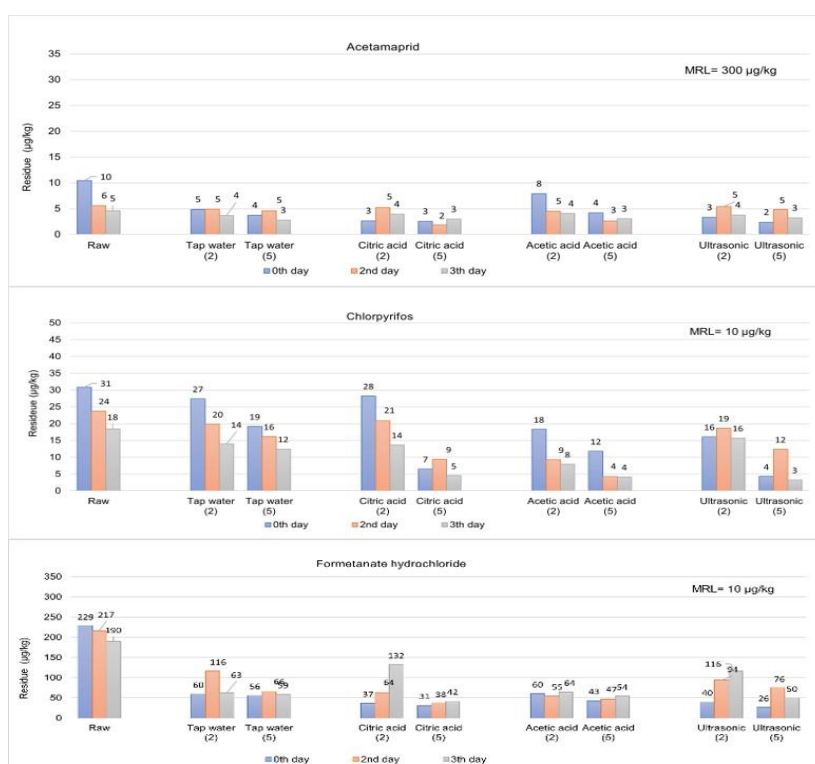 Acetamaprid
MRL= 300 µg/kg
Residue (µg/kg)
35
30
25
20
15
10
5
0
10 6 5
5 5 4
4 5 3
3 5 4
3 2 3
8 5 4
4 3 3
3 5 4
2 5 3
Raw
Tap water (2)
Tap water (5)
Citric acid (2)
Citric acid (5)
Acetic acid (2)
Acetic acid (5)
Ultrasonic (2)
Ultrasonic (5)
0th day 2nd day 3th day
Chlorpyrifos
MRL= 10 µg/kg
Resideue (µg/kg)
50
45
40
35
30
25
20
15
10
5
0
31 24 18
27 20 14
19 16 12
28 21 14
7 9 5
18 9 8
12 4 4
16 19 16
4 12 3
Raw
Tap water (2)
Tap water (5)
Citric acid (2)
Citric acid (5)
Acetic acid (2)
Acetic acid (5)
Ultrasonic (2)
Ultrasonic (5)
0th day 2nd day 3th day
Formetanate hydrochloride
MRL= 10 µg/kg
Residue (µg/kg)
350
300
250
200
150
100
50
0
229 217 190
60 116 63
56 66 59
37 64 132
31 38 42
60 55 64
43 47 54
40 94 116
26 76 50
Raw
Tap water (2)
Tap water (5)
Citric acid (2)
Citric acid (5)
Acetic acid (2)
Acetic acid (5)
Ultrasonic (2)
Ultrasonic (5)
0th day 2nd day 3th day